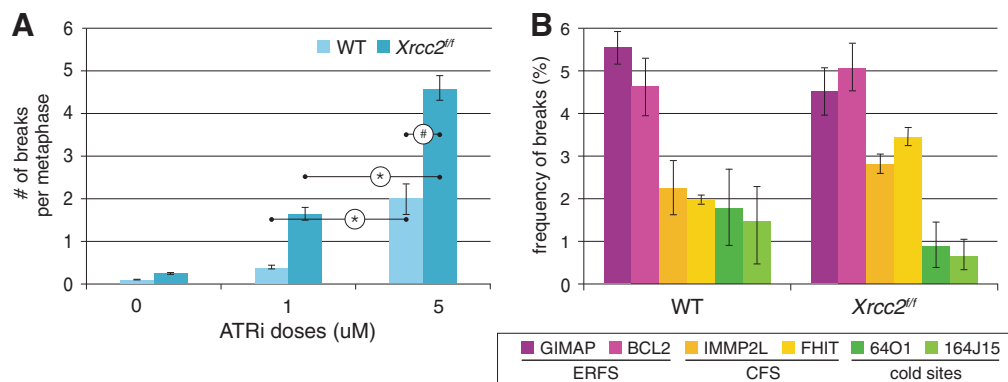 A
# of breaks
per metaphase
6
5
4
3
2
1
0
WT Xrcc2f/f
#
*
*
0 1 5
ATRi doses (uM)
B
frequency of breaks (%)
6
5
4
3
2
1
0
WT Xrcc2f/f
GIMAP BCL2 IMMP2L FHIT 64O1 164J15
ERFS CFS cold sites